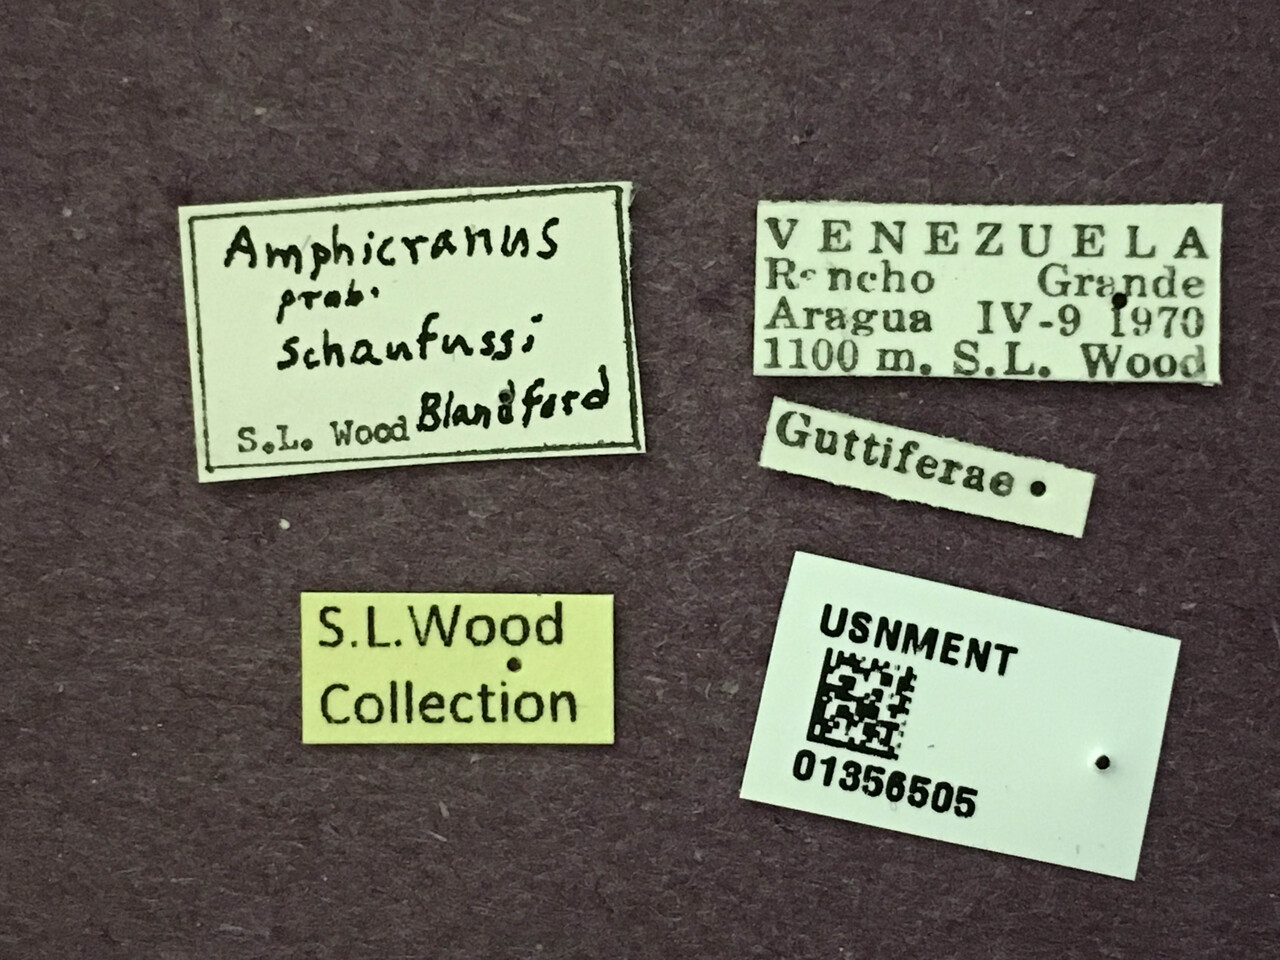 Amphicranus
prob.
schaufussi
Blandford
S.L. Wood
VENEZUELA
Rancho Grande
Aragua IV-9 1970
1100 m. S.L. Wood
Guttiferae
S.L.Wood
Collection
USNMENT
01356505